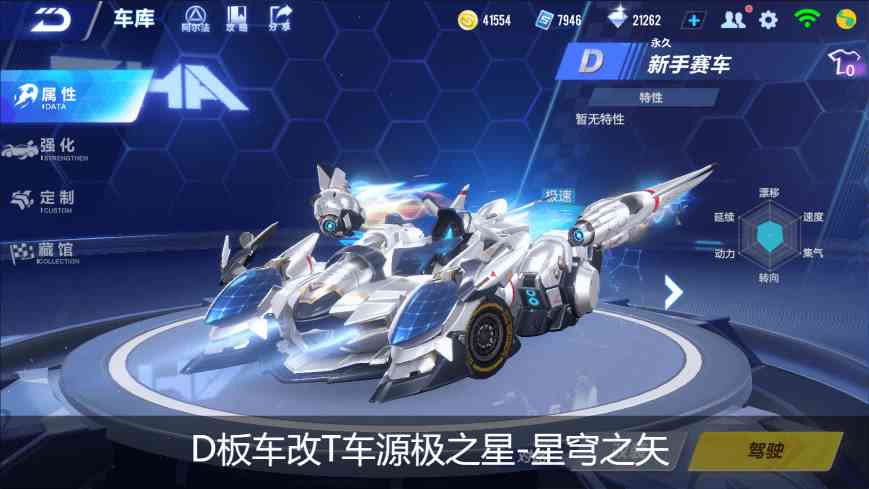 车库
阿尔法
攻略
分享
41554
7946
21262
属性
DATA
强化
STRENGTHEN
定制
CUSTOM
藏馆
COLLECTION
D
永久
新手赛车
0
特性
暂无特性
极速
漂移
延续
速度
动力
集气
转向
D板车改T车源极之星-星穹之矢
驾驶